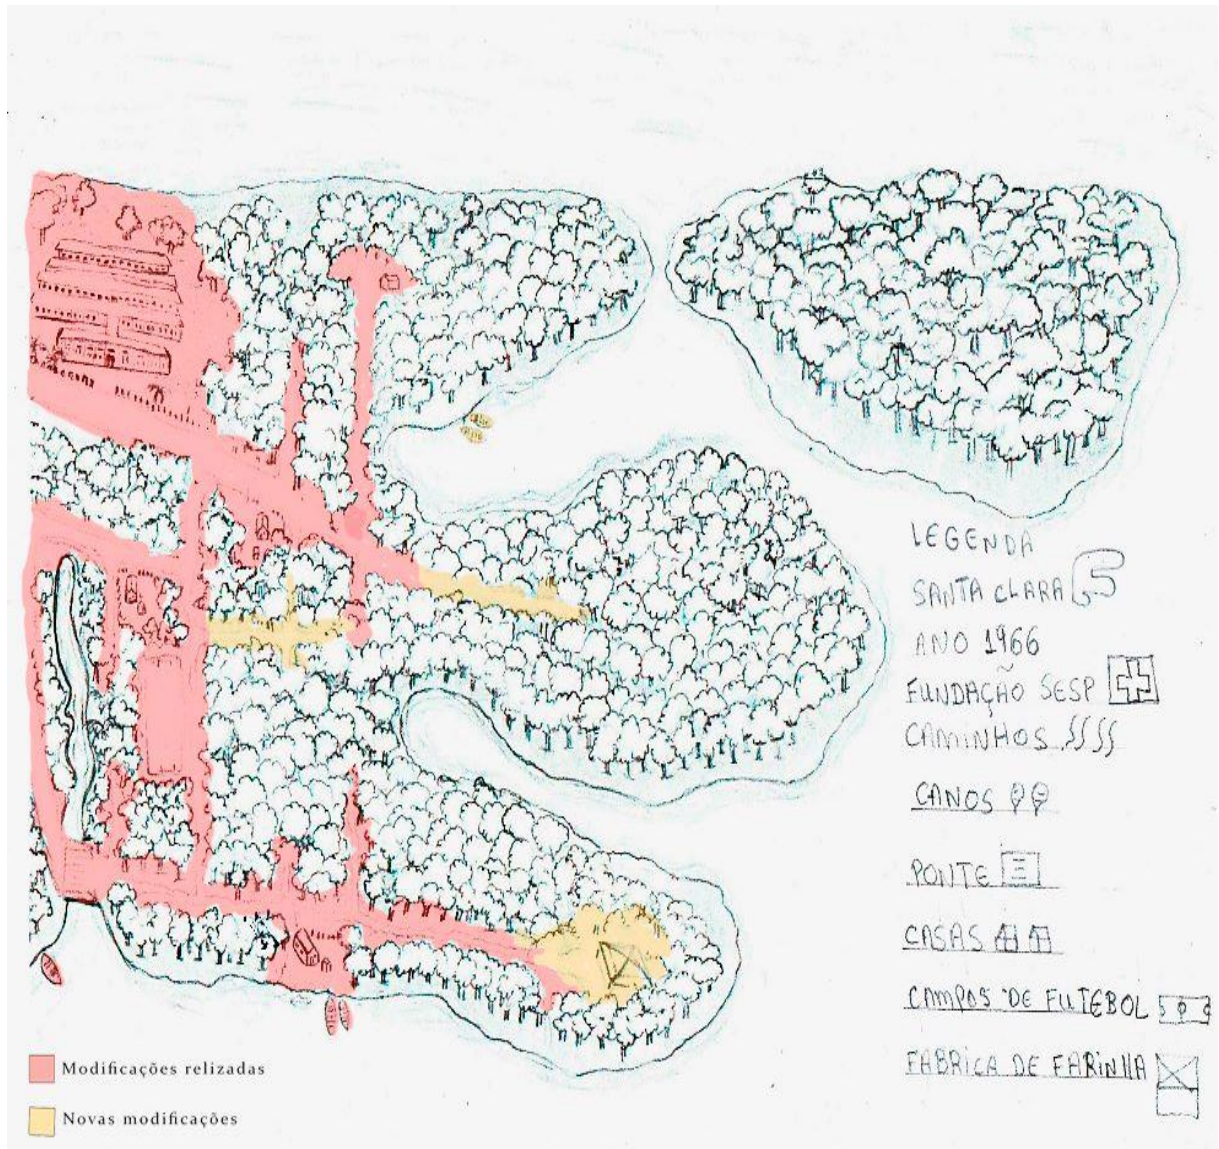 LEGENDA
SANTA CLARA
ANO 1966
FUNDAÇÃO SESP
CAMINHOS
CANOS
PONTE
CASAS
CAMPOS DE FUTEBOL
FABRICA DE FARINHA
Modificações relizadas
Novas modificações